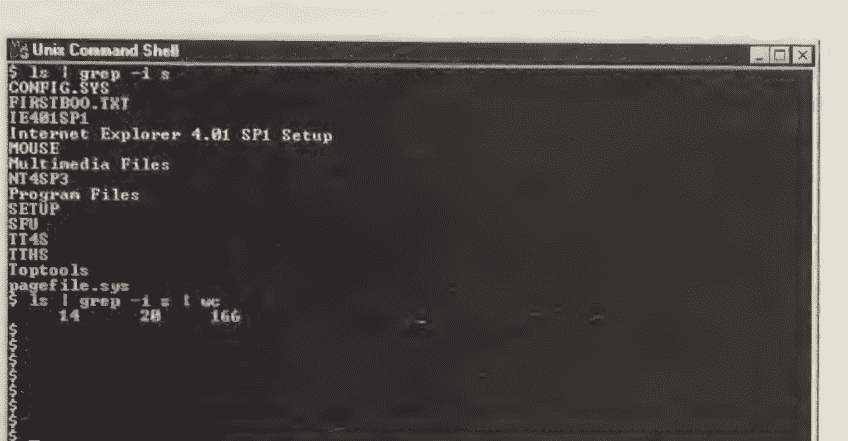 Unix Command Shell
$ ls | grep -i s
CONFIG.SYS
FIRSTBOO.TXT
IE401SP1
Internet Explorer 4.01 SP1 Setup
MOUSE
Multimedia Files
NT4SP3
Program Files
SETUP
SFU
TT4S
TTHS
Toptools
pagefile.sys
$ ls | grep -i s | wc
14 20 166
$
$
$
$
$
$
$
$